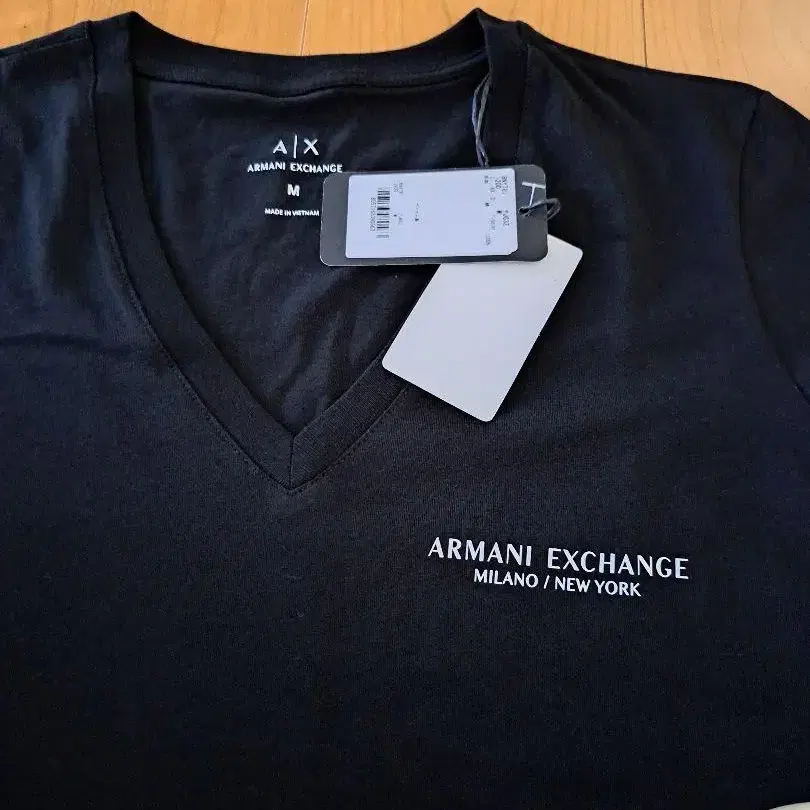 A|X
ARMANI EXCHANGE
M
MADE IN VIETNAM
ARMANI EXCHANGE
MILANO / NEW YORK